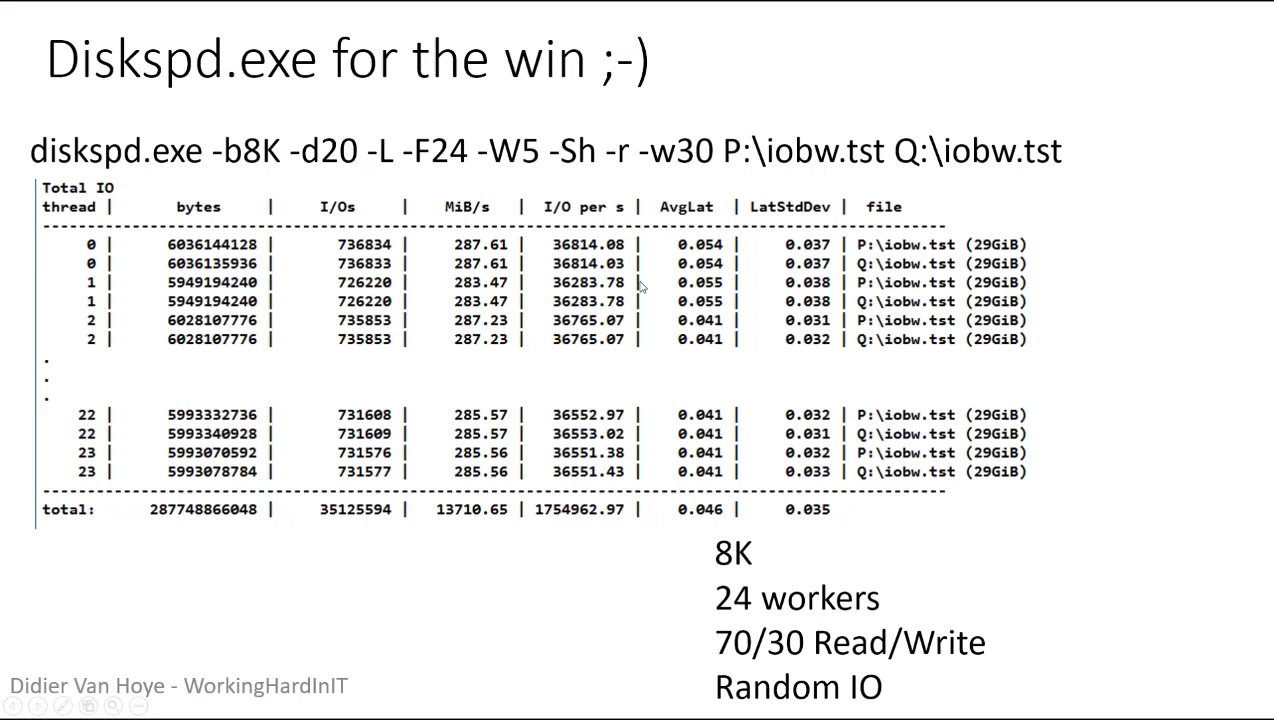 Diskspd.exe for the win ;-)
diskspd.exe -b8K -d20 -L -F24 -W5 -Sh -r -w30 P:\iobw.tst Q:\iobw.tst
Total IO
thread | bytes | I/Os | MiB/s | I/O per s | AvgLat | LatStdDev | file
0 | 6036144128 | 736834 | 287.61 | 36814.08 | 0.054 | 0.037 | P:\iobw.tst (29GiB)
0 | 6036135936 | 736833 | 287.61 | 36814.03 | 0.054 | 0.037 | Q:\iobw.tst (29GiB)
1 | 5949194240 | 726220 | 283.47 | 36283.78 | 0.055 | 0.038 | P:\iobw.tst (29GiB)
1 | 5949194240 | 726220 | 283.47 | 36283.78 | 0.055 | 0.038 | Q:\iobw.tst (29GiB)
2 | 6028107776 | 735853 | 287.23 | 36765.07 | 0.041 | 0.031 | P:\iobw.tst (29GiB)
2 | 6028107776 | 735853 | 287.23 | 36765.07 | 0.041 | 0.032 | Q:\iobw.tst (29GiB)
.
.
.
22 | 5993332736 | 731608 | 285.57 | 36552.97 | 0.041 | 0.032 | P:\iobw.tst (29GiB)
22 | 5993340928 | 731609 | 285.57 | 36553.02 | 0.041 | 0.031 | Q:\iobw.tst (29GiB)
23 | 5993070592 | 731576 | 285.56 | 36551.38 | 0.041 | 0.032 | P:\iobw.tst (29GiB)
23 | 5993078784 | 731577 | 285.56 | 36551.43 | 0.041 | 0.033 | Q:\iobw.tst (29GiB)
total: 287748866048 | 35125594 | 13710.65 | 1754962.97 | 0.046 | 0.035
8K
24 workers
70/30 Read/Write
Random IO
Didier Van Hoye - WorkingHardInIT